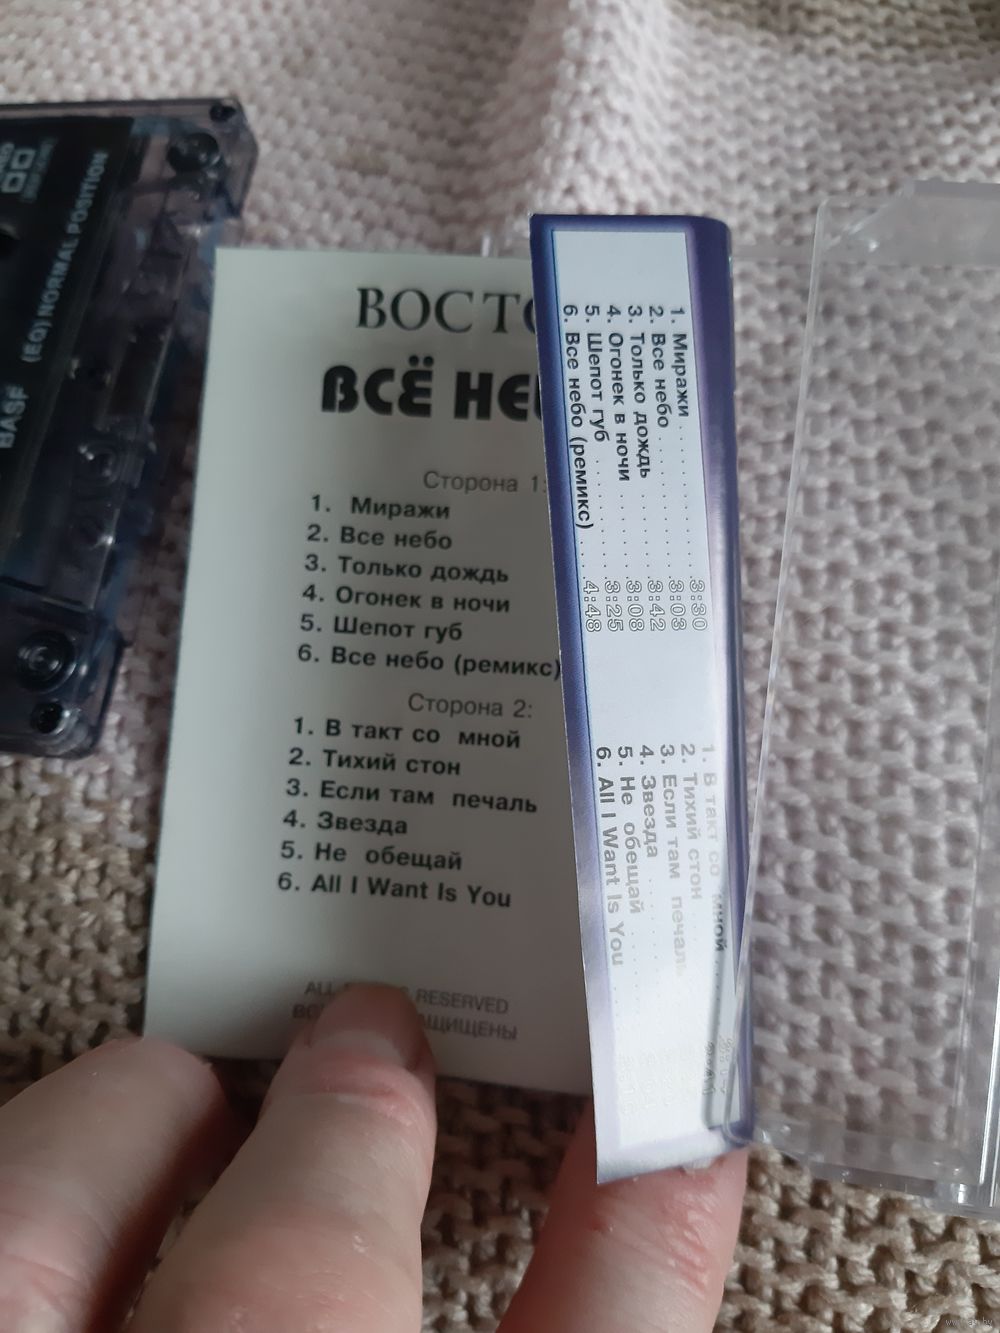 BASF (EQ) NORMAL POSITION
ВСЁ
Сторона 1:
1. Миражи
2. Все небо
3. Только дождь
4. Огонек в ночи
5. Шепот губ
6. Все небо (ремикс)
Сторона 2:
1. В такт со мной
2. Тихий стон
3. Если там печаль
4. Звезда
5. Не обещай
6. All I Want Is You
ALL RESERVED
1. Миражи 3:30
2. Все небо 3:03
3. Только дождь 3:42
4. Огонек в ночи 3:08
5. Шепот губ 3:25
6. Все небо (ремикс) 4:48
1. В такт со мной
2. Тихий стон
3. Если там печаль
4. Звезда
5. Не обещай
6. All I Want Is You